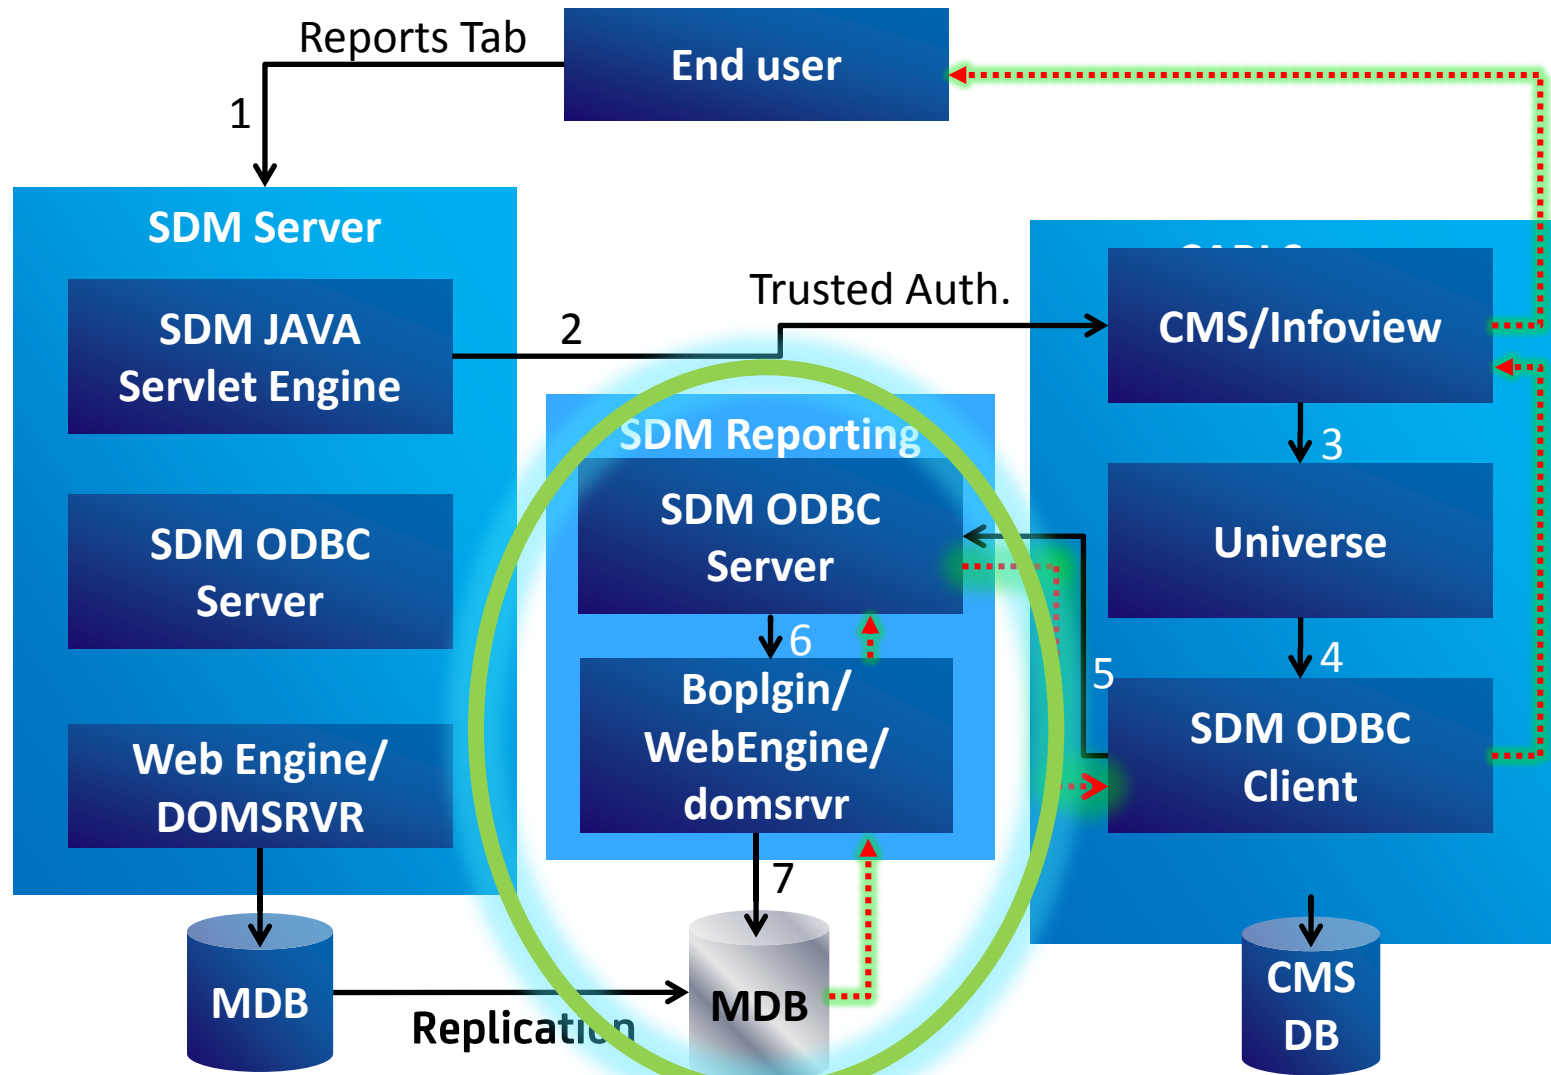 Reports Tab
End user
1
SDM Server
SDM JAVA
Servlet Engine
2
Trusted Auth.
CMS/Infoview
3
SDM Reporting
SDM ODBC
Server
SDM ODBC
Server
Universe
6
4
5
Boplgin/
WebEngine/
domsrvr
SDM ODBC
Client
Web Engine/
DOMSRVR
7
MDB
Replication
MDB
CMS
DB